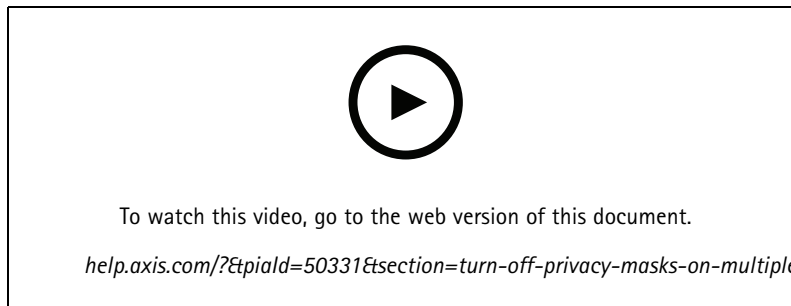 To watch this video, go to the web version of this document.
help.axis.com/?&piaId=50331&section=turn-off-privacy-masks-on-multiple